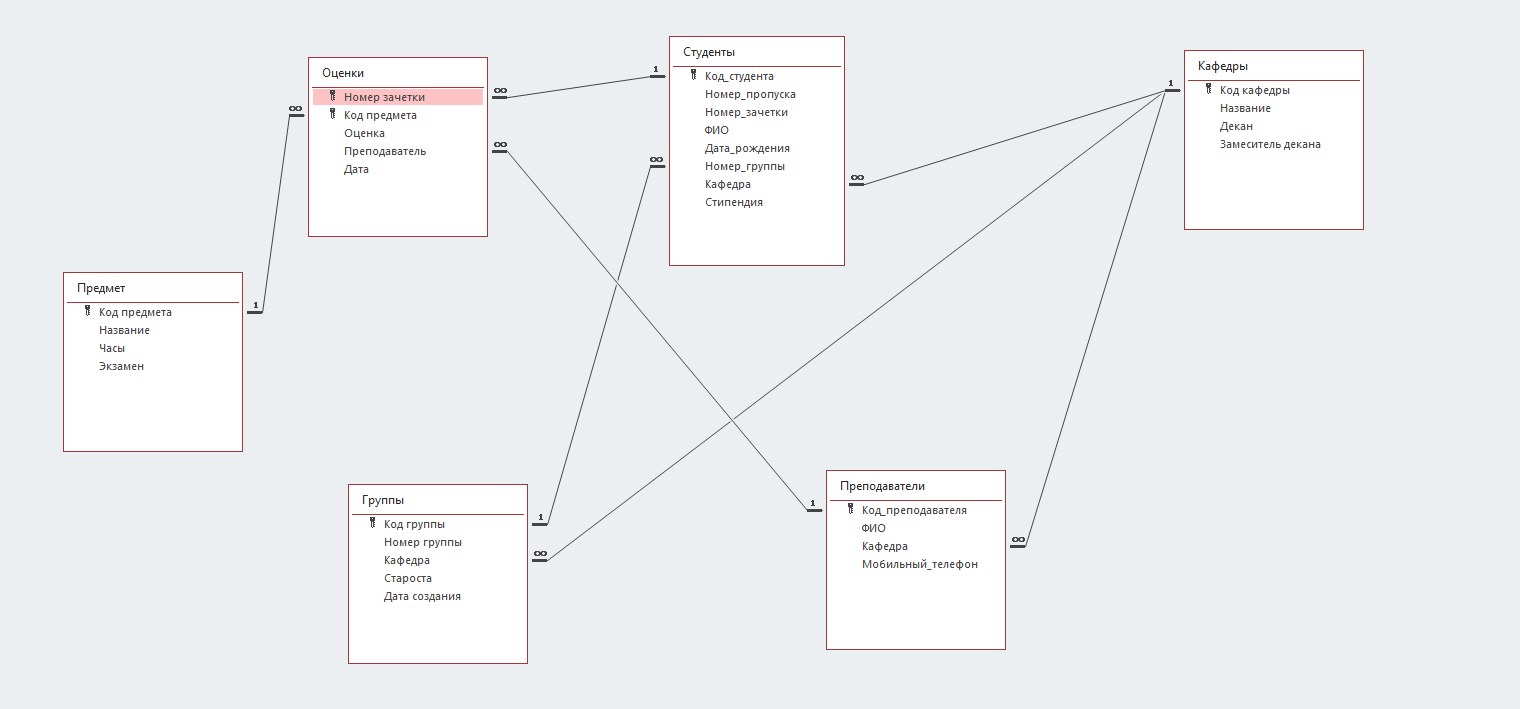 Оценки
Номер зачетки
Код предмета
Оценка
Преподаватель
Дата
Студенты
Код_студента
Номер_пропуска
Номер_зачетки
ФИО
Дата_рождения
Номер_группы
Кафедра
Стипендия
Кафедры
Код кафедры
Название
Декан
Замеситель декана
Предмет
Код предмета
Название
Часы
Экзамен
Группы
Код группы
Номер группы
Кафедра
Староста
Дата создания
Преподаватели
Код_преподавателя
ФИО
Кафедра
Мобильный_телефон
∞
1
∞
1
∞
1
∞
1
∞
1
∞
∞